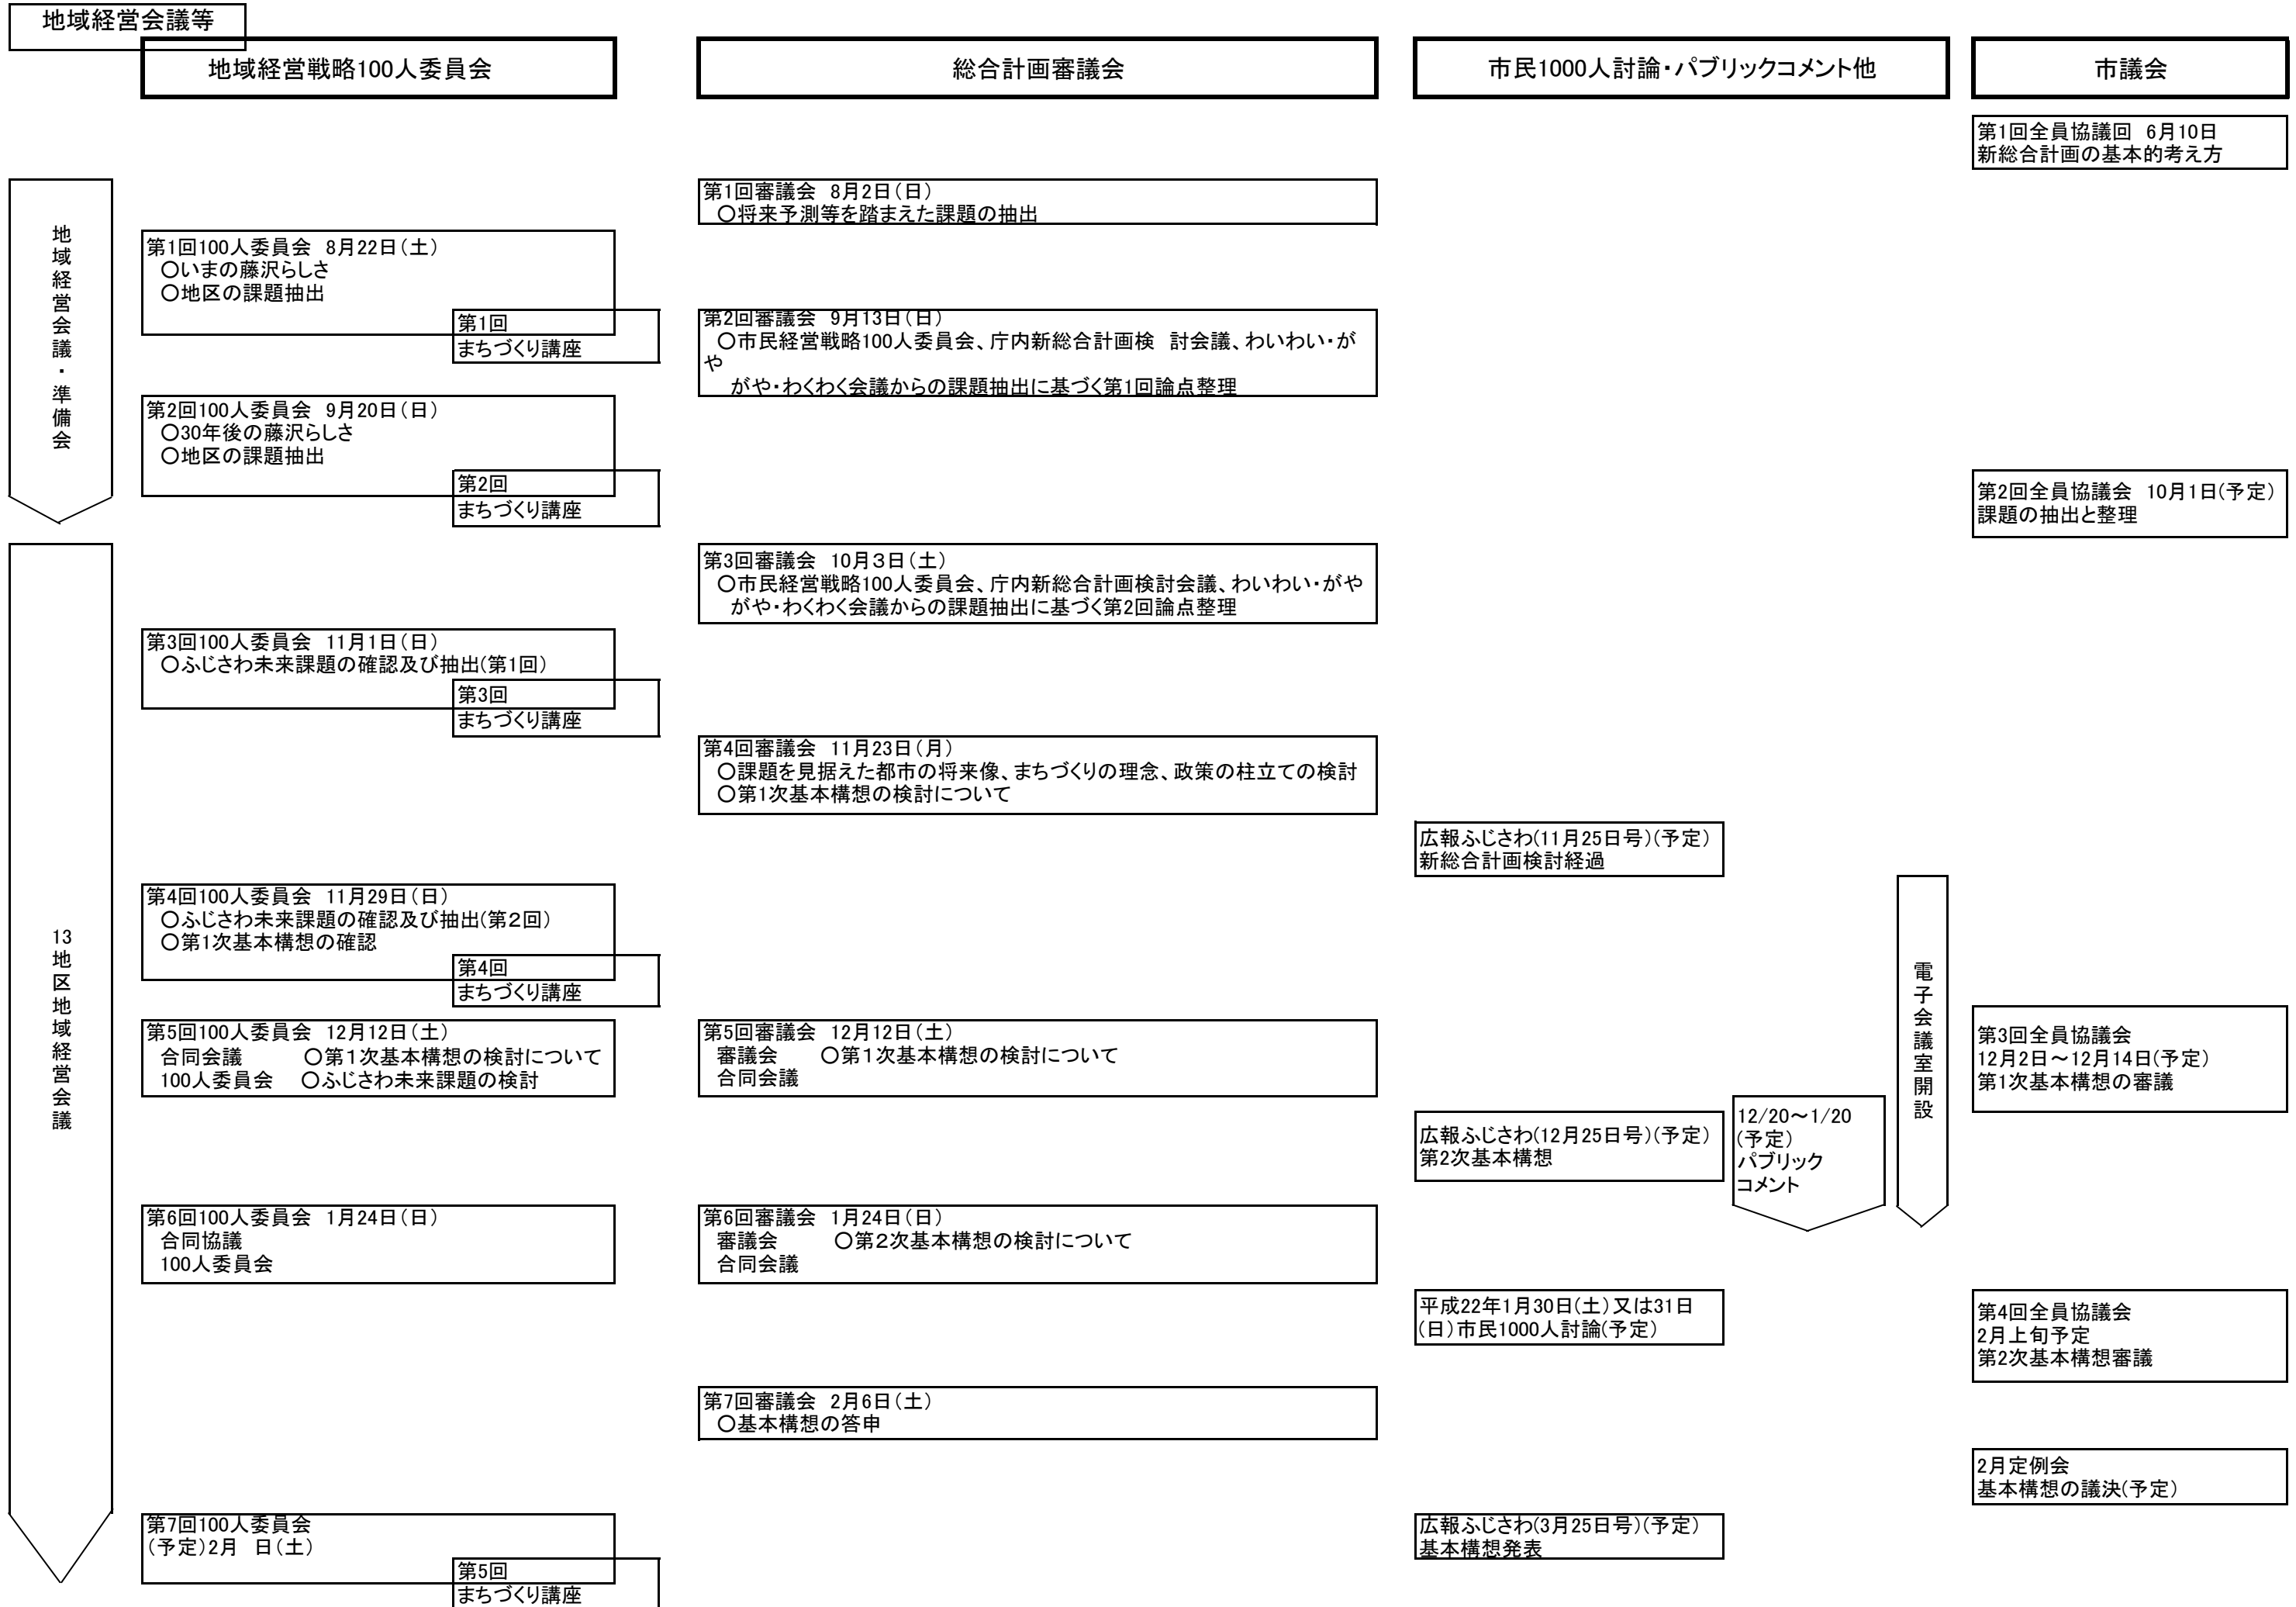 地域経営会議等
地域経営戦略100人委員会
総合計画審議会
市民1000人討論・パブリックコメント他
市議会
地域経営会議・準備会
13地区地域経営会議
第1回100人委員会 8月22日(土)
○いまの藤沢らしさ
○地区の課題抽出
第1回
まちづくり講座
第2回100人委員会 9月20日(日)
○30年後の藤沢らしさ
○地区の課題抽出
第2回
まちづくり講座
第3回100人委員会 11月1日(日)
○ふじさわ未来課題の確認及び抽出(第1回)
第3回
まちづくり講座
第4回100人委員会 11月29日(日)
○ふじさわ未来課題の確認及び抽出(第2回)
○第1次基本構想の確認
第4回
まちづくり講座
第5回100人委員会 12月12日(土)
合同会議 ○第1次基本構想の検討について
100人委員会 ○ふじさわ未来課題の検討
第6回100人委員会 1月24日(日)
合同協議
100人委員会
第7回100人委員会
(予定)2月 日(土)
第5回
まちづくり講座
第1回審議会 8月2日(日)
○将来予測等を踏まえた課題の抽出
第2回審議会 9月13日(日)
○市民経営戦略100人委員会、庁内新総合計画検 討会議、わいわい・が
や
がや・わくわく会議からの課題抽出に基づく第1回論点整理
第3回審議会 10月3日(土)
○市民経営戦略100人委員会、庁内新総合計画検討会議、わいわい・がや
がや・わくわく会議からの課題抽出に基づく第2回論点整理
第4回審議会 11月23日(月)
○課題を見据えた都市の将来像、まちづくりの理念、政策の柱立ての検討
○第1次基本構想の検討について
第5回審議会 12月12日(土)
審議会 ○第1次基本構想の検討について
合同会議
第6回審議会 1月24日(日)
審議会 ○第2次基本構想の検討について
合同会議
第7回審議会 2月6日(土)
○基本構想の答申
広報ふじさわ(11月25日号)(予定)
新総合計画検討経過
電子会議室開設
広報ふじさわ(12月25日号)(予定)
第2次基本構想
12/20～1/20
(予定)
パブリック
コメント
平成22年1月30日(土)又は31日
(日)市民1000人討論(予定)
広報ふじさわ(3月25日号)(予定)
基本構想発表
第1回全員協議回 6月10日
新総合計画の基本的考え方
第2回全員協議会 10月1日(予定)
課題の抽出と整理
第3回全員協議会
12月2日～12月14日(予定)
第1次基本構想の審議
第4回全員協議会
2月上旬予定
第2次基本構想審議
2月定例会
基本構想の議決(予定)